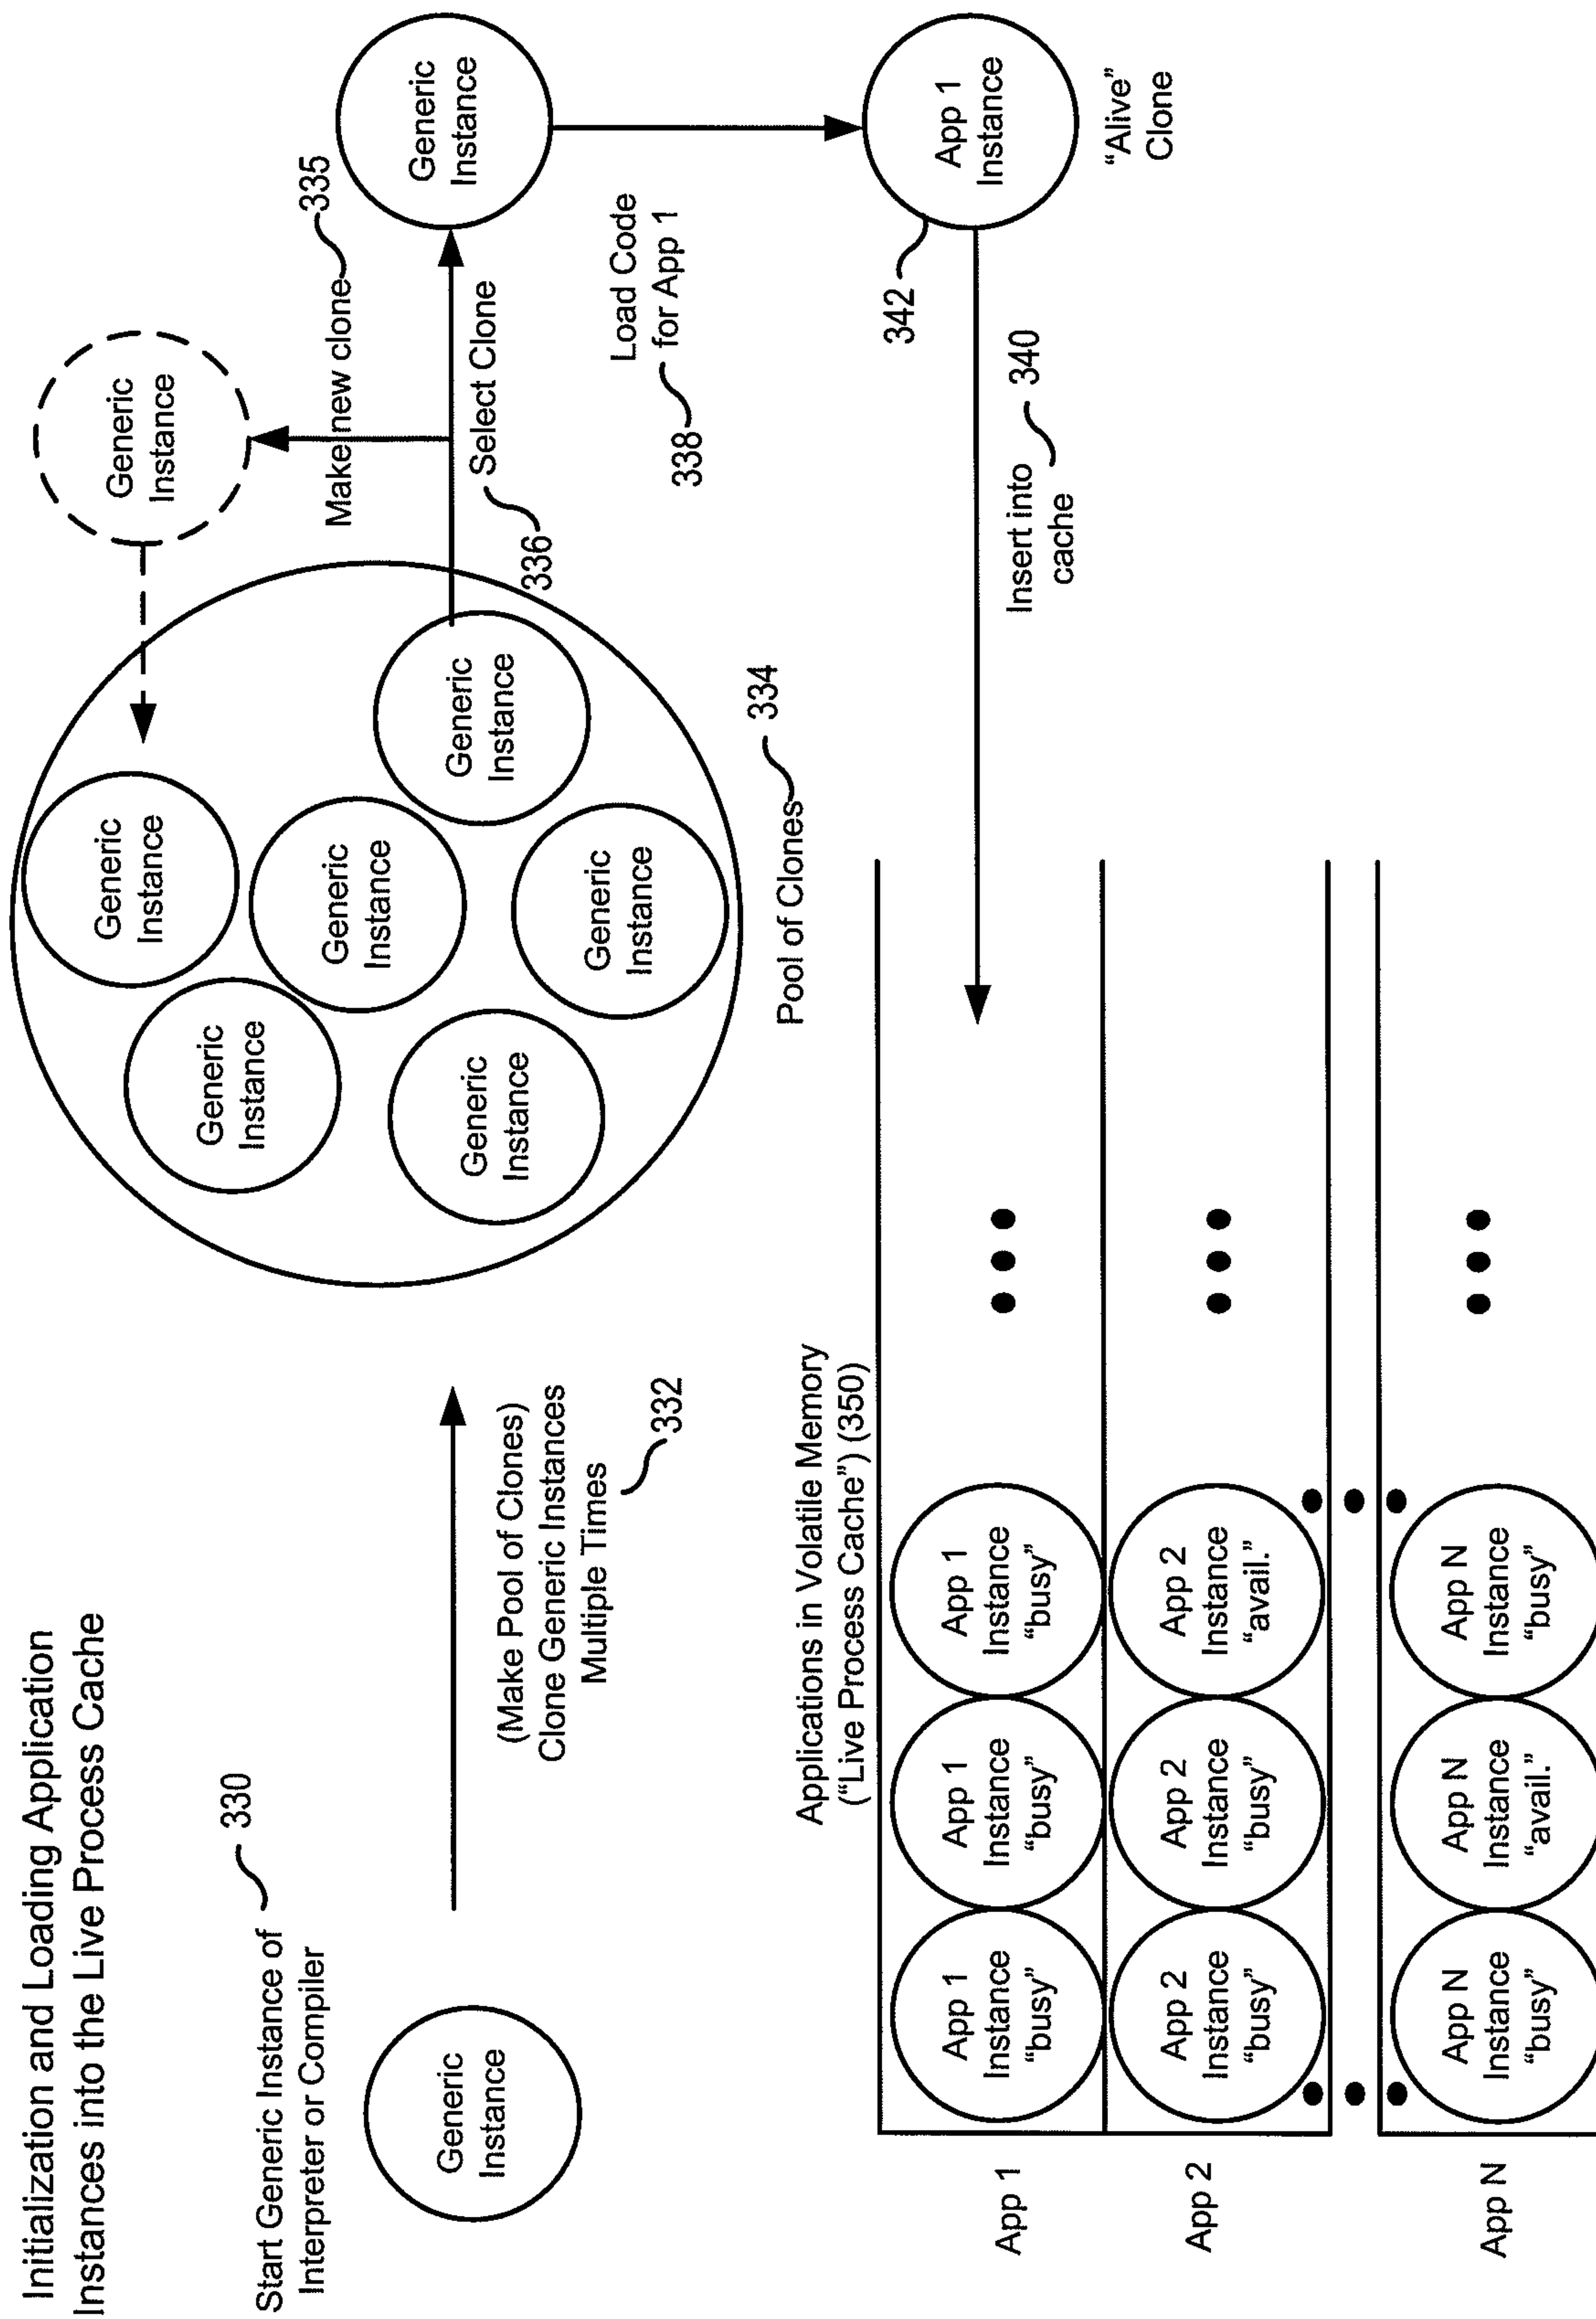 Initialization and Loading Application
Instances into the Live Process Cache
Start Generic Instance of
Interpreter or Compiler
330
Generic
Instance
(Make Pool of Clones)
Clone Generic Instances
Multiple Times
332
Generic
Instance
Generic
Instance
Generic
Instance
Generic
Instance
Generic
Instance
Generic
Instance
Pool of Clones
334
Generic
Instance
Make new clone
335
Select Clone
336
Generic
Instance
Load Code
for App 1
338
App 1
Instance
342
"Alive"
Clone
Insert into
cache
340
Applications in Volatile Memory
("Live Process Cache") (350)
App 1
App 1
Instance
"busy"
App 1
Instance
"busy"
App 1
Instance
"busy"
App 2
App 2
Instance
"busy"
App 2
Instance
"busy"
App 2
Instance
"avail."
App N
App N
Instance
"busy"
App N
Instance
"avail."
App N
Instance
"busy"